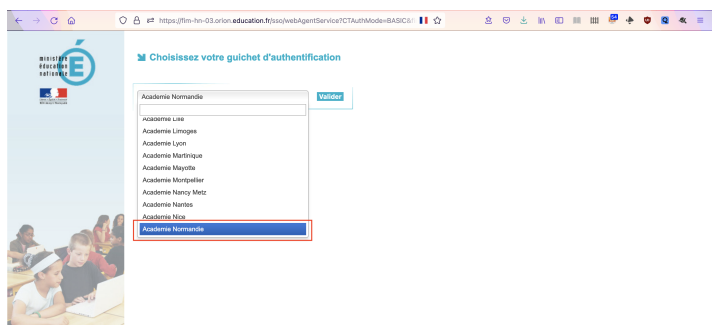 https://fim-hn-03.orion.education.fr/sso/webAgentService?CTAuthMode=BASIC&
ministère
éducation
nationale
É
Choisissez votre guichet d'authentification
Academie Normandie
Valider
Academie Lille
Academie Limoges
Academie Lyon
Academie Martinique
Academie Mayotte
Academie Montpellier
Academie Nancy Metz
Academie Nantes
Academie Nice
Academie Normandie